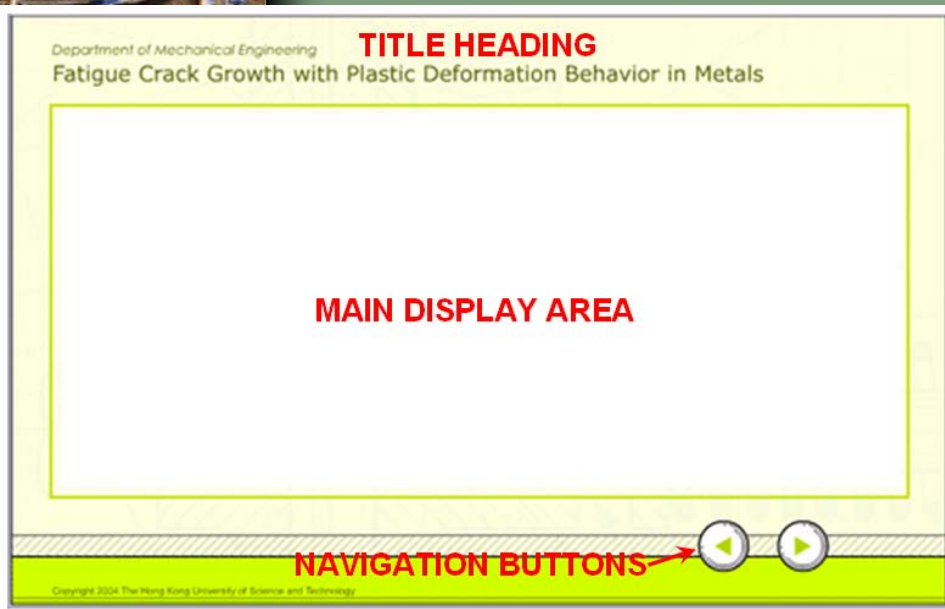 Department of Mechanical Engineering TITLE HEADING
Fatigue Crack Growth with Plastic Deformation Behavior in Metals
MAIN DISPLAY AREA
NAVIGATION BUTTONS
Copyright 2004 The Hong Kong University of Science and Technology